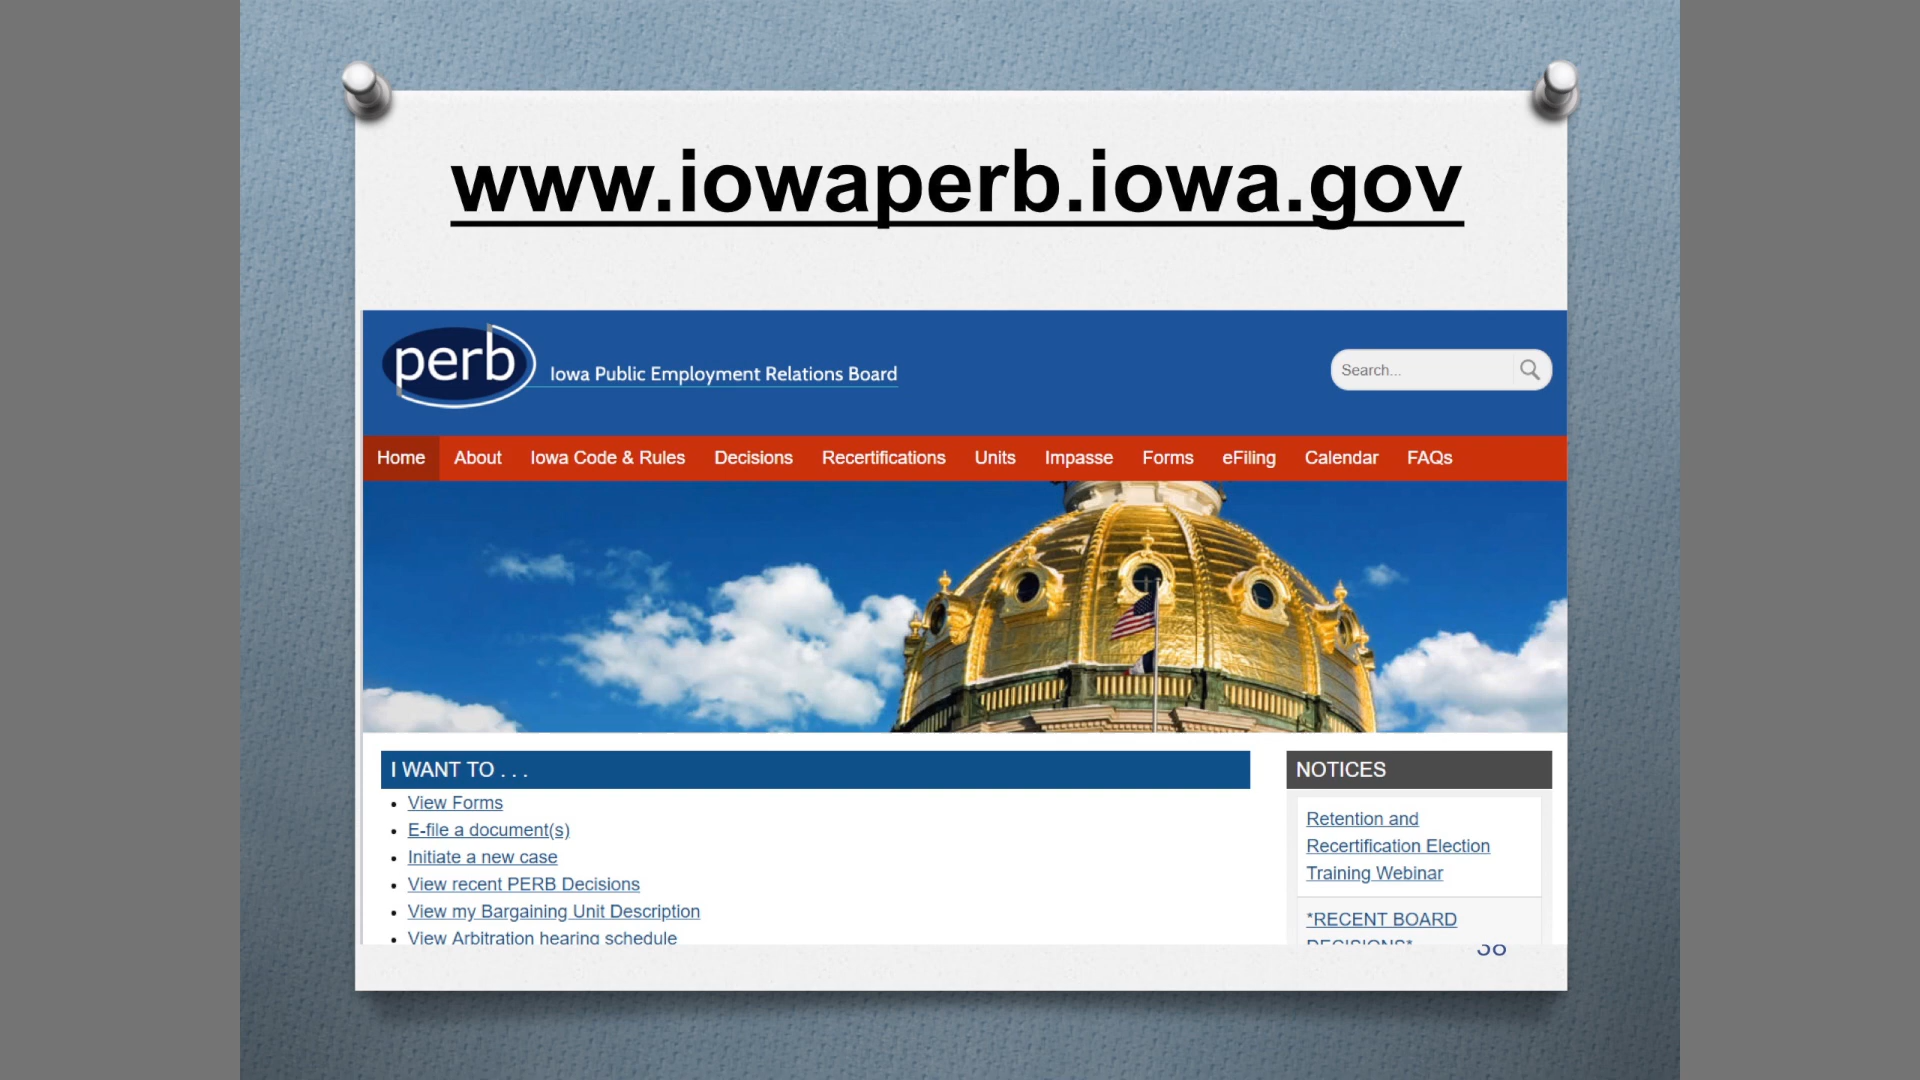 www.iowaperb.iowa.gov
perb Iowa Public Employment Relations Board
Search...
Home About Iowa Code & Rules Decisions Recertifications Units Impasse Forms eFiling Calendar FAQs
I WANT TO . . .
• View Forms
• E-file a document(s)
• Initiate a new case
• View recent PERB Decisions
• View my Bargaining Unit Description
• View Arbitration hearing schedule
NOTICES
Retention and
Recertification Election
Training Webinar
*RECENT BOARD
DECISIONS*